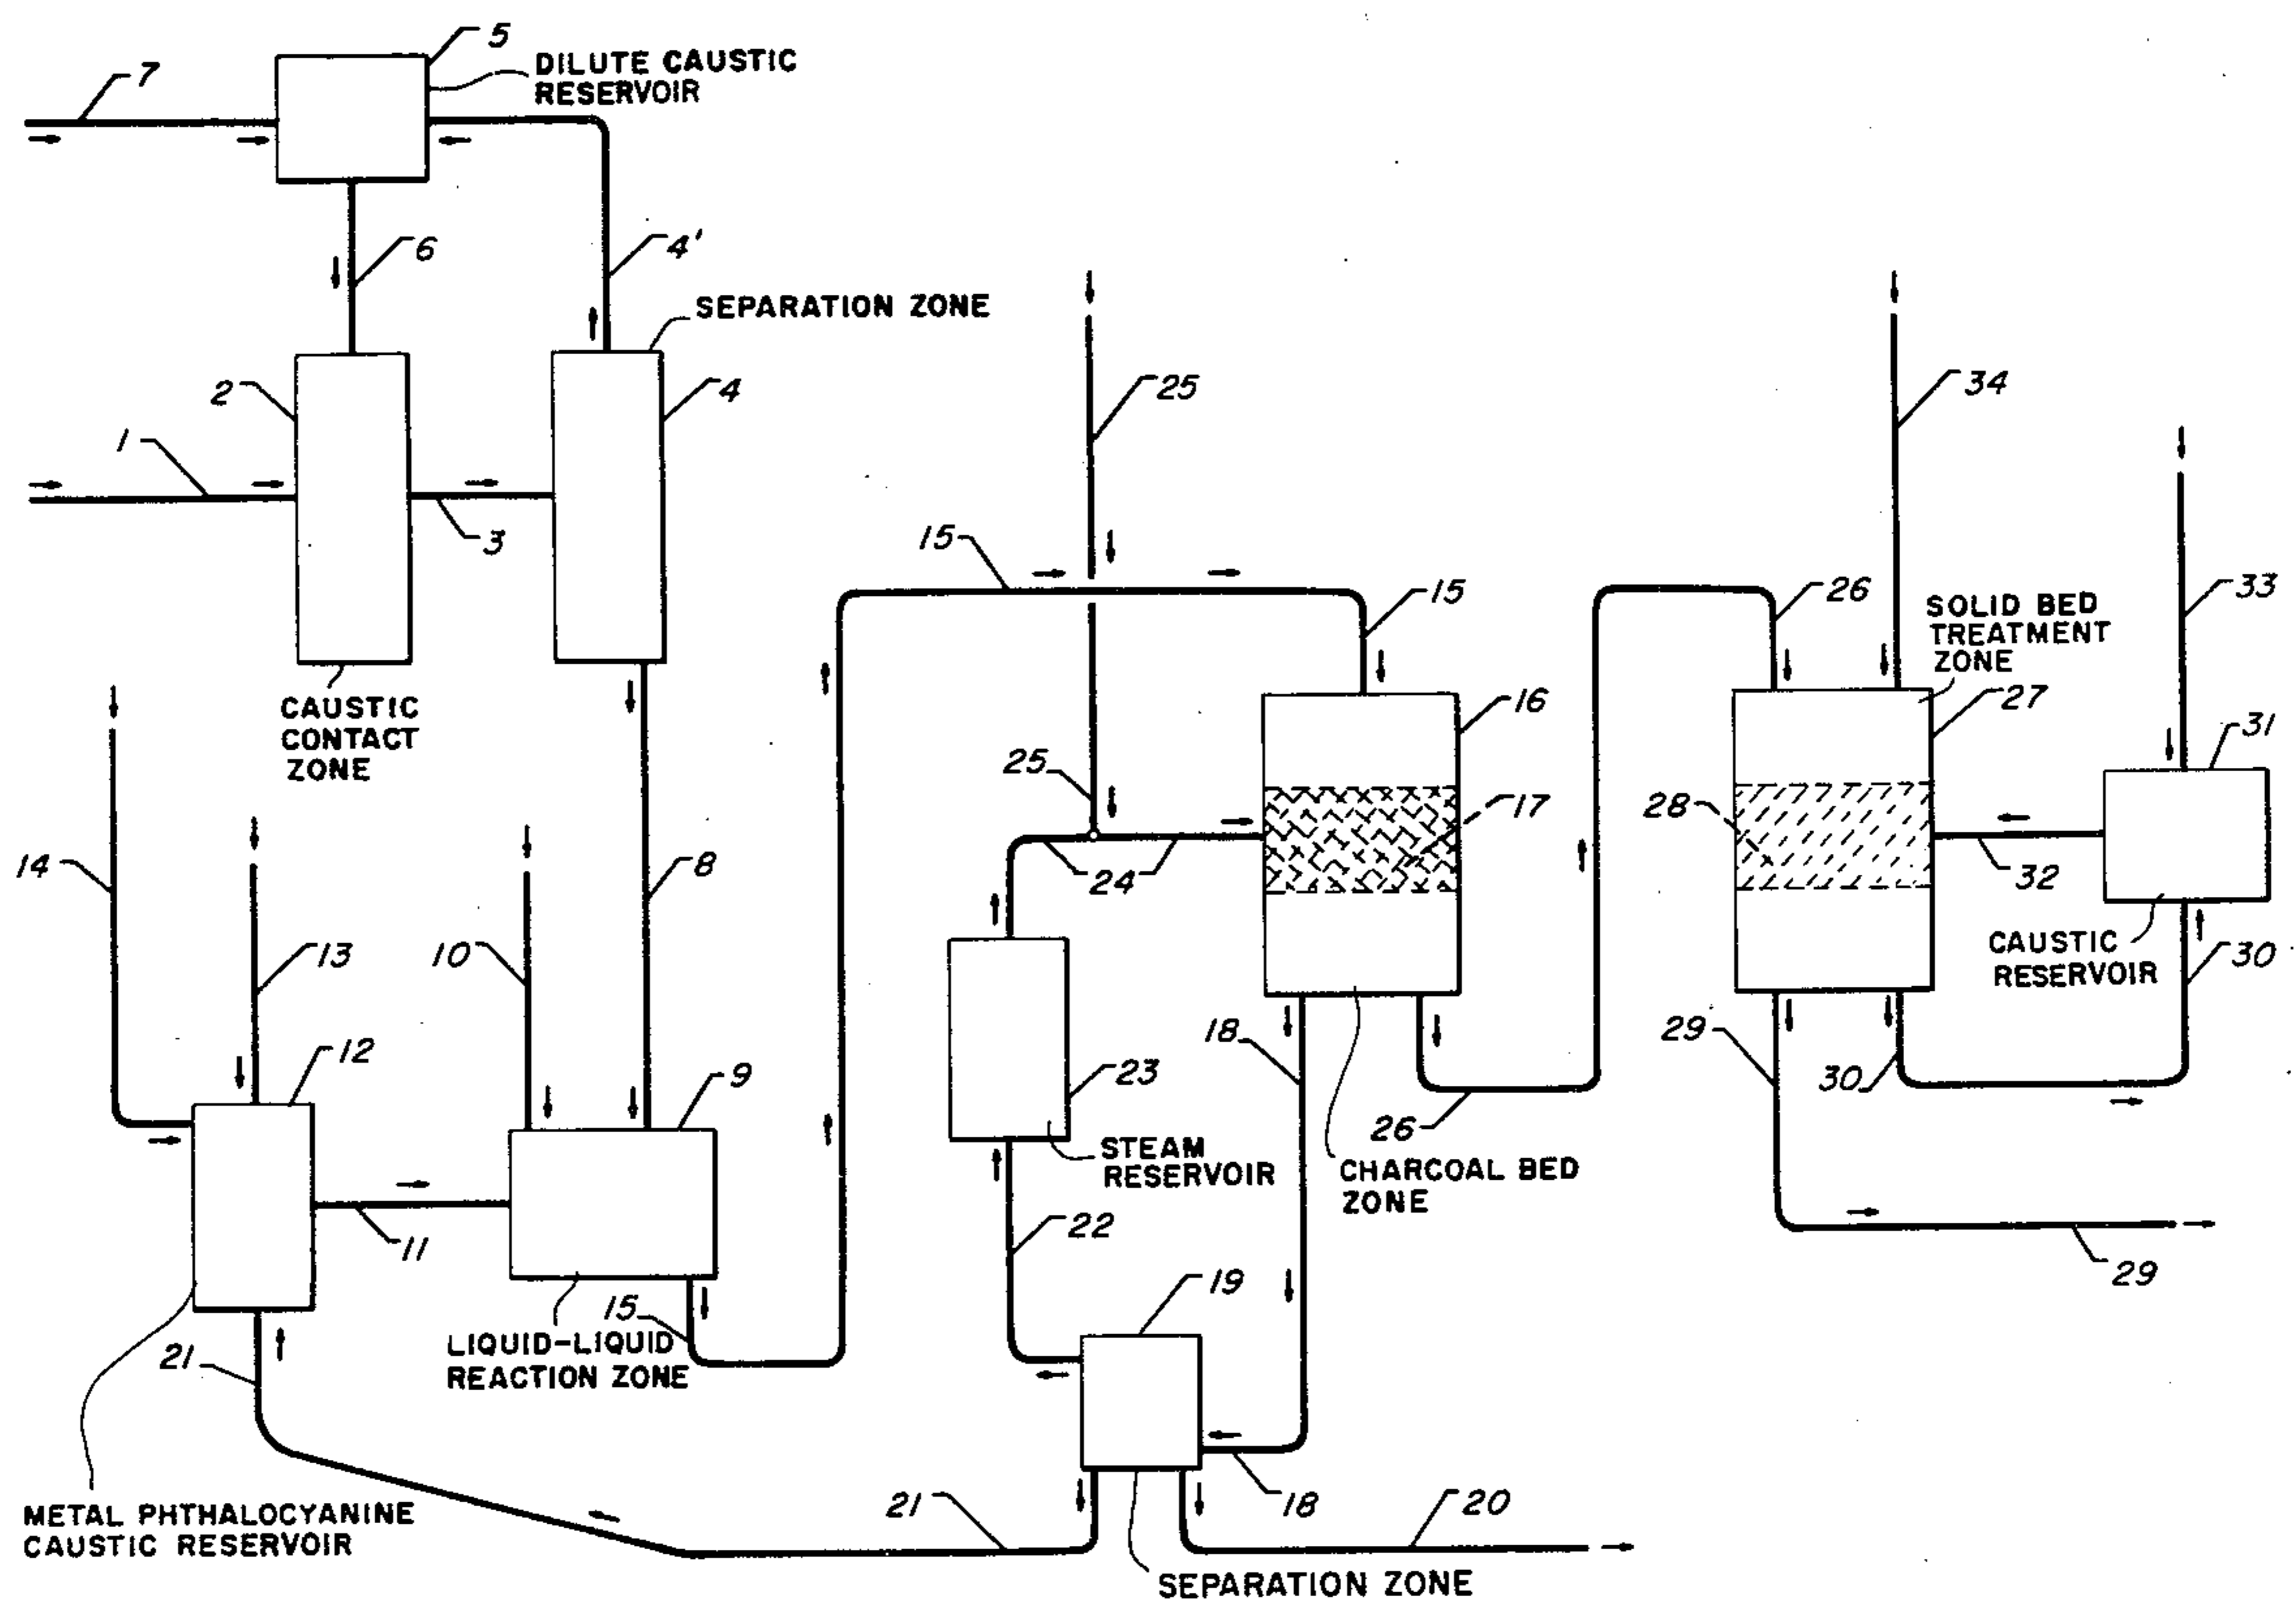 5
DILUTE CAUSTIC
RESERVOIR
7
6
4'
SEPARATION ZONE
2
4
1
3
CAUSTIC
CONTACT
ZONE
25
34
33
15
15
26
SOLID BED
TREATMENT
ZONE
27
16
31
14
8
25
17
28
24
32
13
10
CAUSTIC
RESERVOIR
30
12
9
23
18
29
30
26
STEAM
RESERVOIR
CHARCOAL BED
ZONE
11
22
29
19
15
LIQUID-LIQUID
REACTION ZONE
21
METAL PHTHALOCYANINE
CAUSTIC RESERVOIR
21
18
20
SEPARATION ZONE